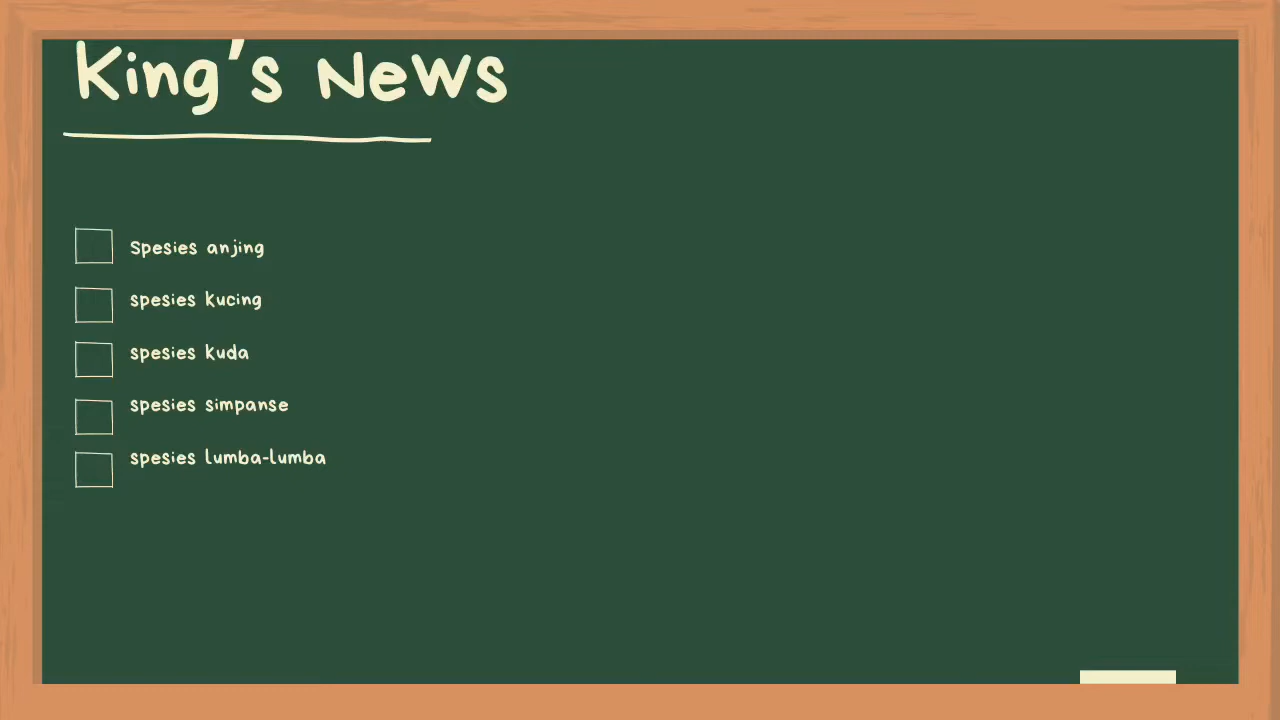 King's News
Spesies anjing
spesies kucing
spesies kuda
spesies simpanse
spesies lumba-lumba